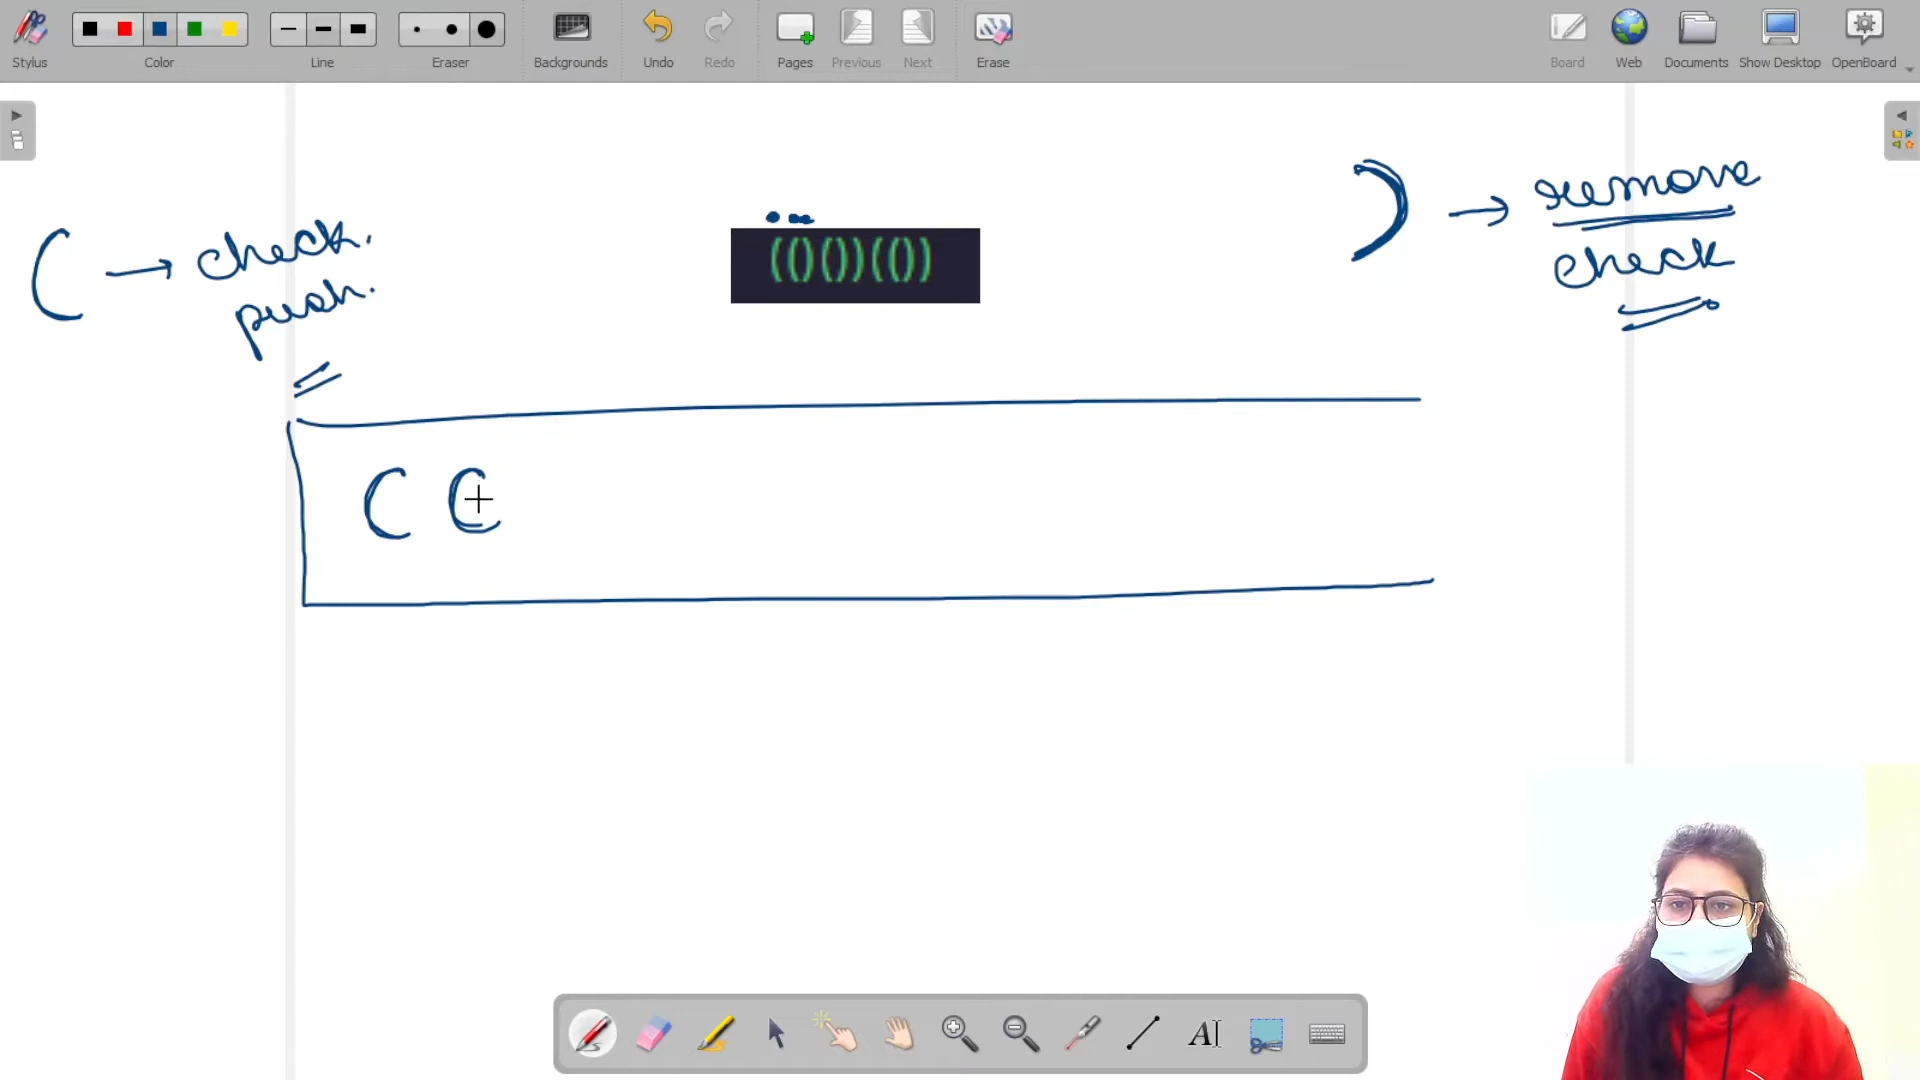 Stylus
Color
Line
Eraser
Backgrounds
Undo
Redo
Pages
Previous
Next
Erase
Board
Web
Documents
Show Desktop
OpenBoard
( → check.
push.
(()())(())
) → remove
check
( (
AI